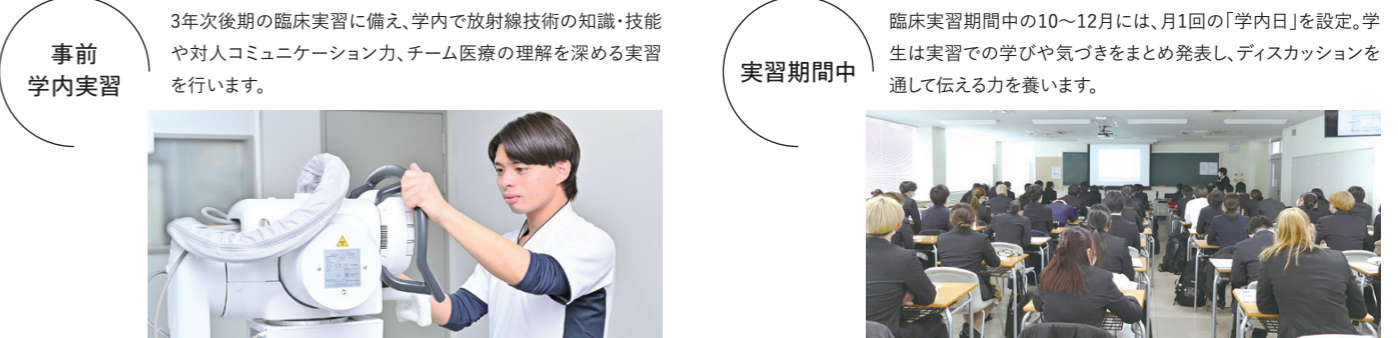 事前
学内実習
3年次後期の臨床実習に備え、学内で放射線技術の知識・技能
や対人コミュニケーション力、チーム医療の理解を深める実習
を行います。
実習期間中
臨床実習期間中の10〜12月には、月1回の「学内日」を設定。学
生は実習での学びや気づきをまとめ発表し、ディスカッションを
通して伝える力を養います。